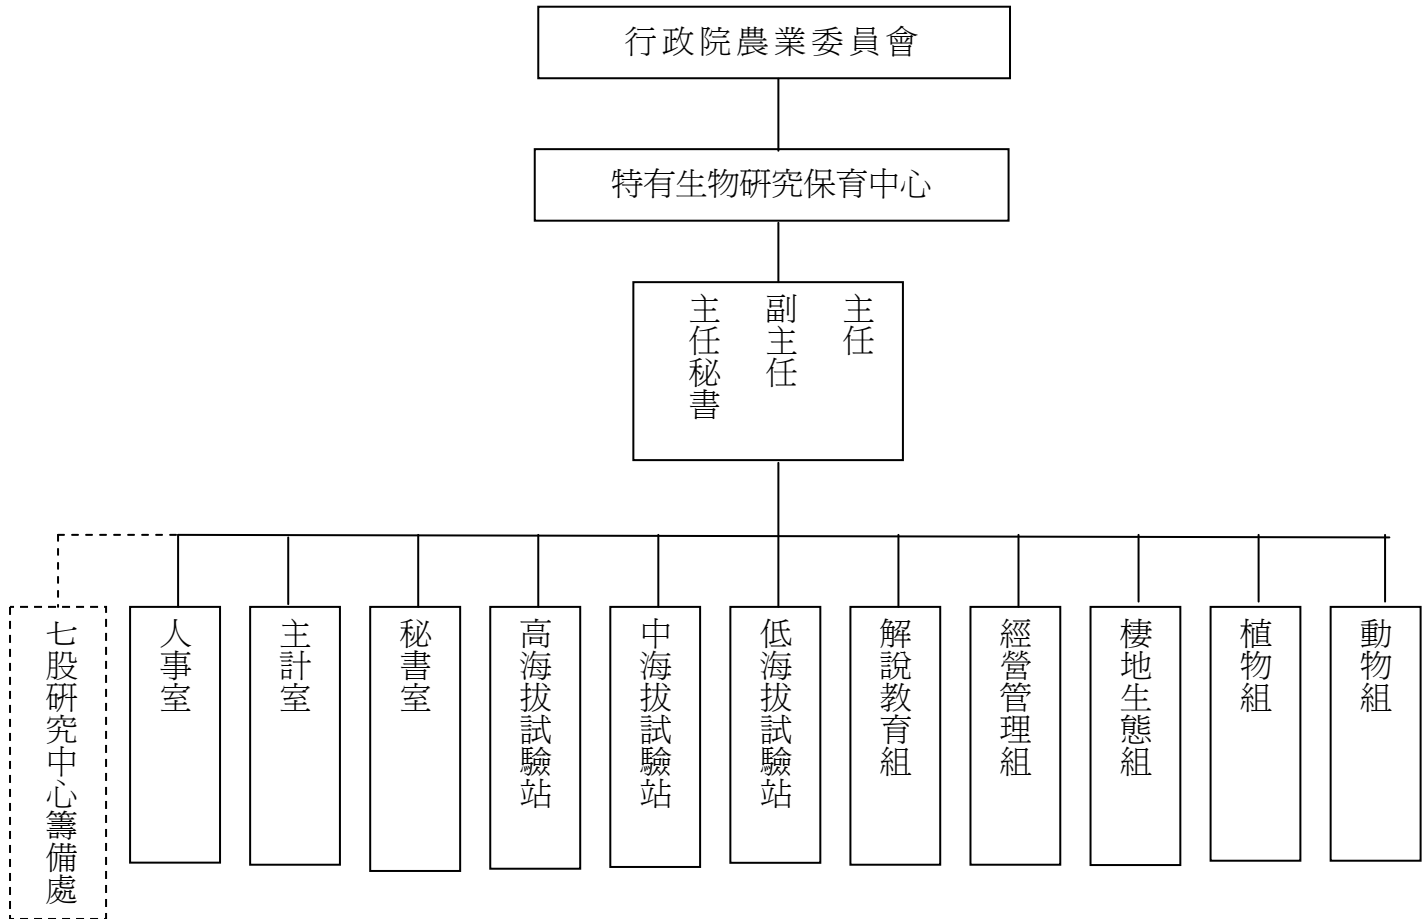 行政院農業委員會
特有生物研究保育中心
主任
副主任
主任秘書
動物組
植物組
棲地生態組
經營管理組
解說教育組
低海拔試驗站
中海拔試驗站
高海拔試驗站
秘書室
主計室
人事室
七股研究中心籌備處